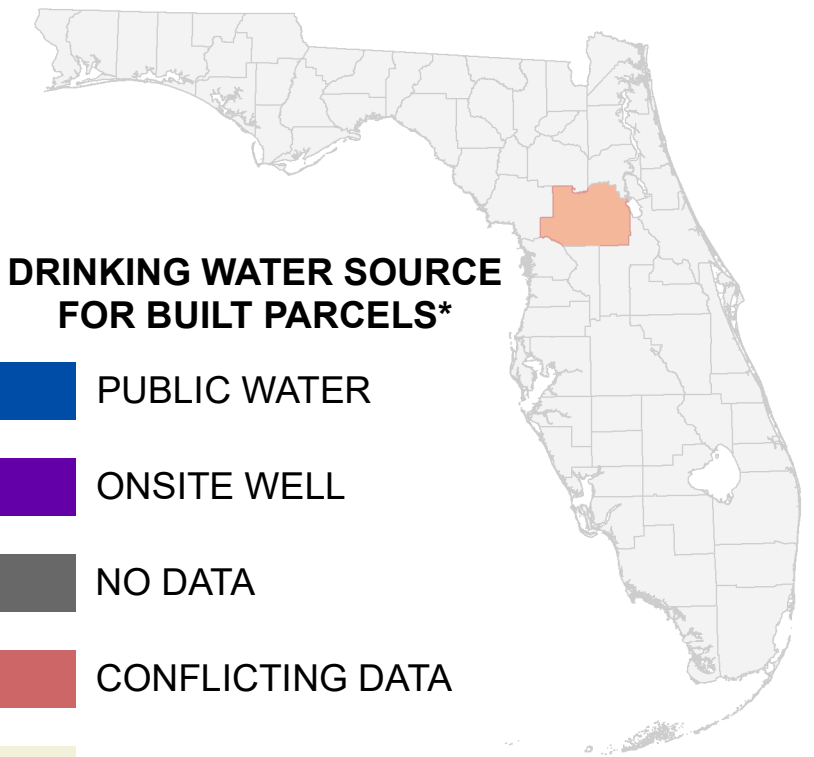 DRINKING WATER SOURCE
FOR BUILT PARCELS*
PUBLIC WATER
ONSITE WELL
NO DATA
CONFLICTING DATA